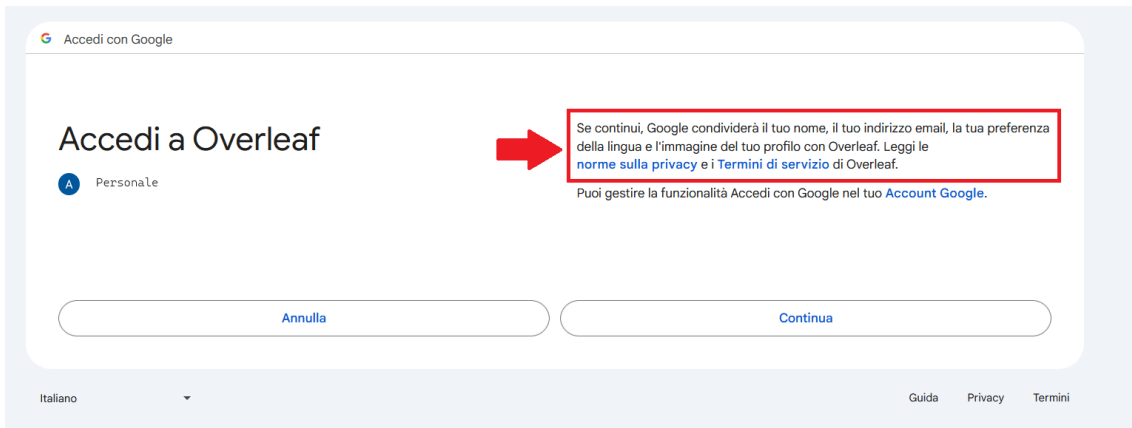 Accedi con Google
Accedi a Overleaf
A Personale
Se continui, Google condividerà il tuo nome, il tuo indirizzo email, la tua preferenza
della lingua e l'immagine del tuo profilo con Overleaf. Leggi le
norme sulla privacy e i Termini di servizio di Overleaf.
Puoi gestire la funzionalità Accedi con Google nel tuo Account Google.
Annulla
Continua
Italiano
Guida Privacy Termini